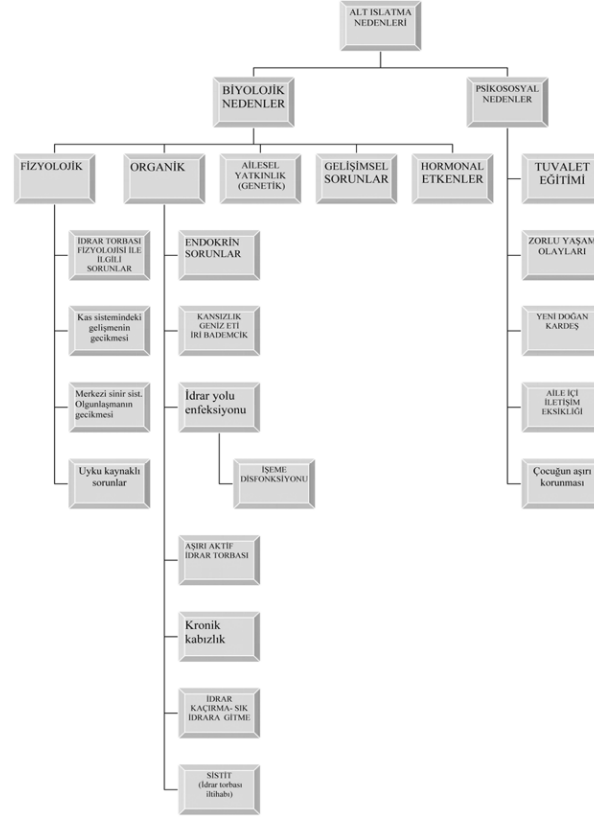 ALT ISLATMA
NEDENLERİ
BİYOLOJİK
NEDENLER
PSİKOSOSYAL
NEDENLER
FİZYOLOJİK
ORGANİK
AİLESEL
YATKINLIK
(GENETİK)
GELİŞİMSEL
SORUNLAR
HORMONAL
ETKENLER
TUVALET
EĞİTİMİ
İDRAR TORBASI
FİZYOLOJİSİ İLE
İLGİLİ
SORUNLAR
ENDOKRİN
SORUNLAR
ZORLU YAŞAM
OLAYLARI
Kas sistemindeki
gelişmenin
gecikmesi
KANSIZLIK
GENİZ ETİ
İRİ BADEMCİK
YENİ DOĞAN
KARDEŞ
Merkezi sinir sist.
Olgunlaşmanın
gecikmesi
İdrar yolu
enfeksiyonu
AİLE İÇİ
İLETİŞİM
EKSİKLİĞİ
Uyku kaynaklı
sorunlar
İŞEME
DİSFONKSİYONU
Çocuğun aşırı
korunması
AŞIRI AKTİF
İDRAR TORBASI
Kronik
kabızlık
İDRAR
KAÇIRMA- SIK
İDRARA GİTME
SİSTİT
(İdrar torbası
iltihabı)